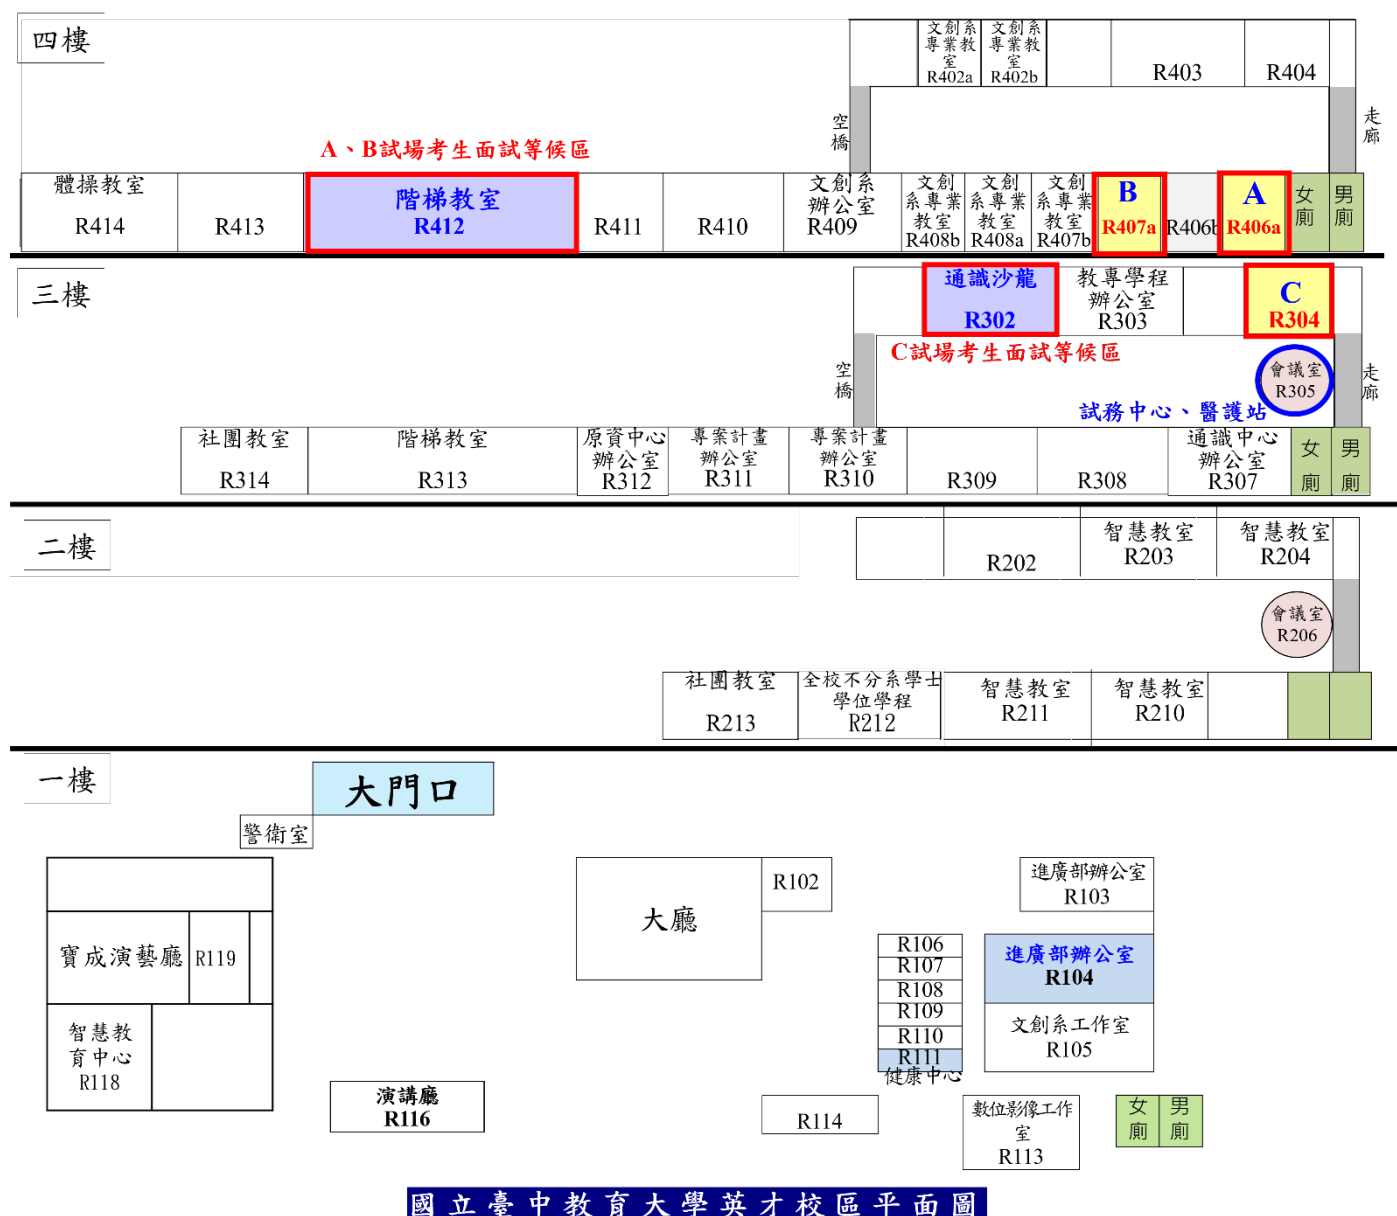 四樓
文創系
專業教
室
R402a
文創系
專業教
室
R402b
R403
R404
空
橋
走
廊
A、B試場考生面試等候區
體操教室
R414
R413
階梯教室
R412
R411
R410
文創系
辦公室
R409
文創
系專業
教室
R408b
文創
系專業
教室
R408a
文創
系專業
教室
R407b
B
R407a
R406b
A
R406a
女
廁
男
廁
三樓
通識沙龍
R302
教專學程
辦公室
R303
C
R304
C試場考生面試等候區
空
橋
會議室
R305
走
廊
試務中心、醫護站
社團教室
R314
階梯教室
R313
原資中心
辦公室
R312
專案計畫
辦公室
R311
專案計畫
辦公室
R310
R309
R308
通識中心
辦公室
R307
女
廁
男
廁
二樓
R202
智慧教室
R203
智慧教室
R204
會議室
R206
社團教室
R213
全校不分系學士
學位學程
R212
智慧教室
R211
智慧教室
R210
一樓
大門口
警衛室
大廳
R102
進廣部辦公室
R103
寶成演藝廳
R119
R106
R107
R108
R109
R110
R111
健康中心
進廣部辦公室
R104
文創系工作室
R105
智慧教
育中心
R118
演講廳
R116
R114
數位影像工作
室
R113
女
廁
男
廁
國立臺中教育大學英才校區平面圖